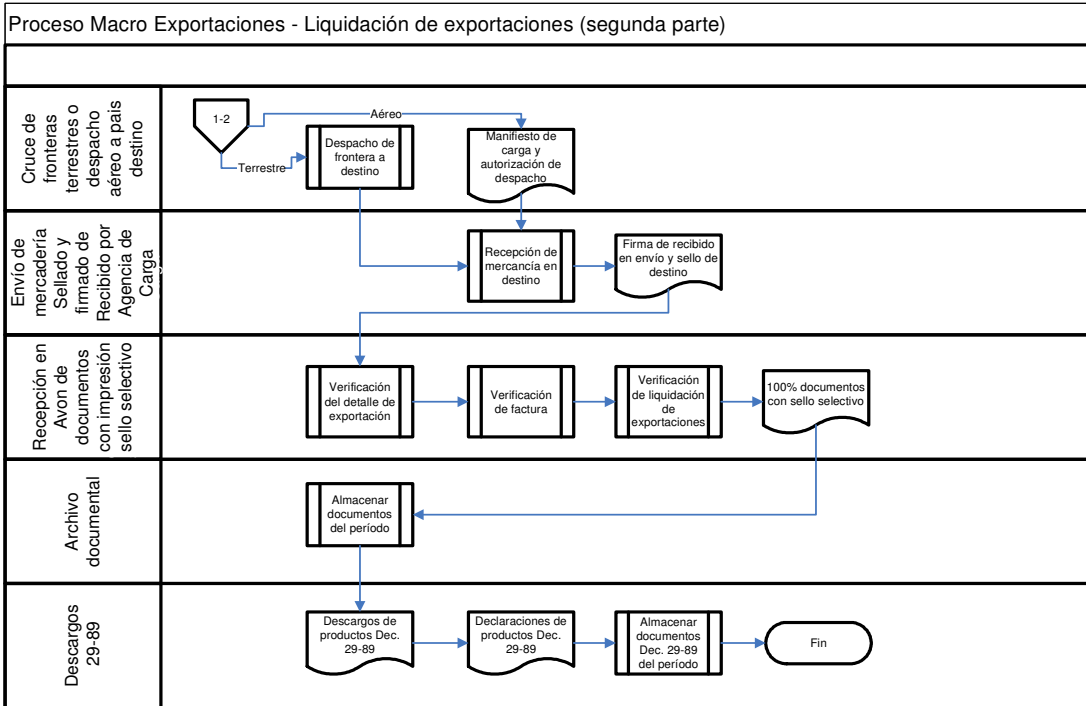 Proceso Macro Exportaciones - Liquidación de exportaciones (segunda parte)
Cruce de
fronteras
terrestres o
despacho
aéreo a pais
destino
1-2
Aéreo
Terrestre
Despacho de
frontera a
destino
Manifiesto de
carga y
autorización de
despacho
Envío de
mercadería
Sellado y
firmado de
Recibido por
Agencia de
Carga
Recepción de
mercancía en
destino
Firma de recibido
en envío y sello de
destino
Recepción en
Avon de
documentos
con impresión
sello selectivo
Verificación
del detalle de
exportación
Verificación
de factura
Verificación
de liquidación
de
exportaciones
100% documentos
con sello selectivo
Archivo
documental
Almacenar
documentos
del período
Descargos
29-89
Descargos de
productos Dec.
29-89
Declaraciones de
productos Dec.
29-89
Almacenar
documentos
Dec. 29-89
del período
Fin